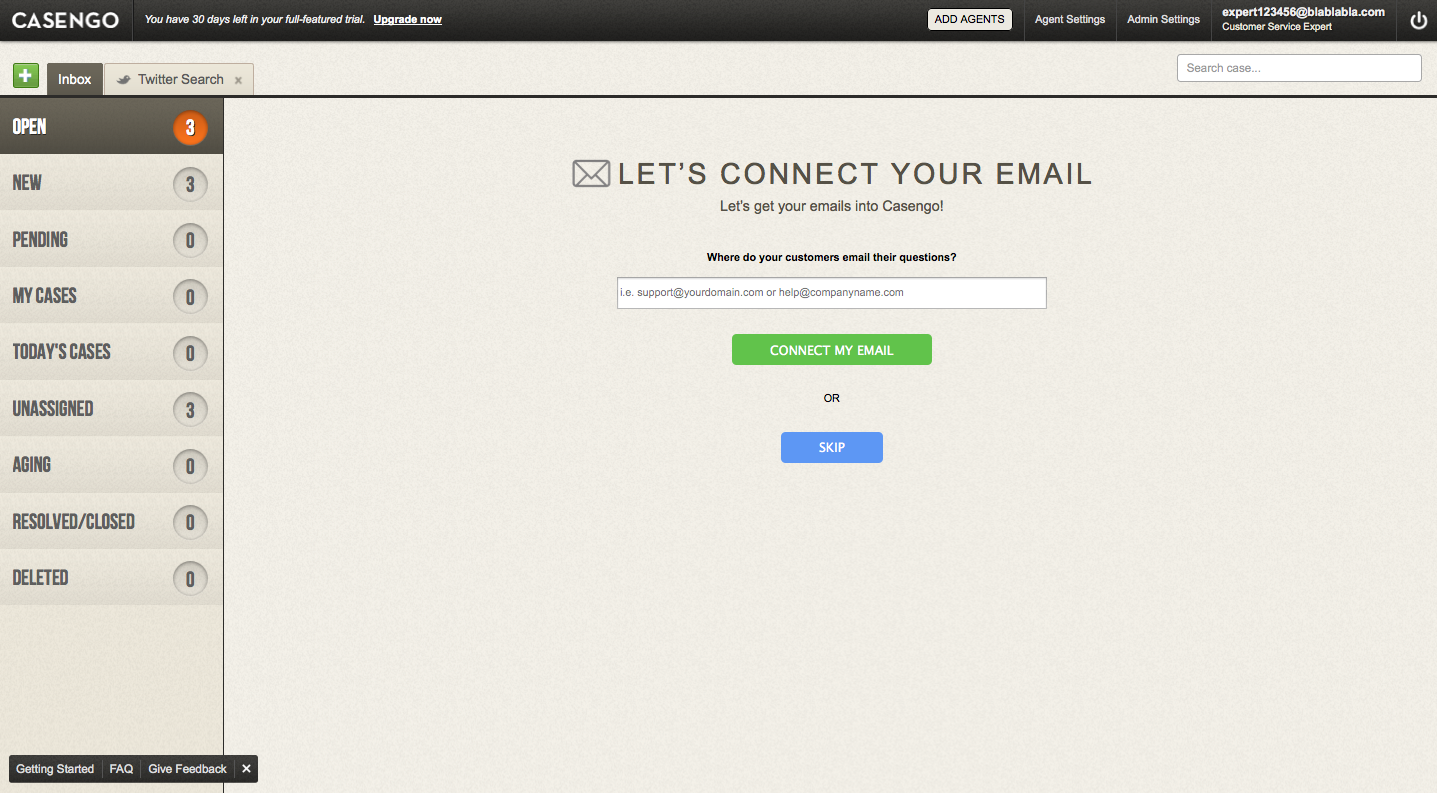 CASENGO
You have 30 days left in your full-featured trial. Upgrade now
ADD AGENTS
Agent Settings
Admin Settings
expert123456@blablabla.com
Customer Service Expert
Inbox
Twitter Search x
Search case...
OPEN 3
NEW 3
PENDING 0
MY CASES 0
TODAY'S CASES 0
UNASSIGNED 3
AGING 0
RESOLVED/CLOSED 0
DELETED 0
LET’S CONNECT YOUR EMAIL
Let's get your emails into Casengo!
Where do your customers email their questions?
i.e. support@yourdomain.com or help@companyname.com
CONNECT MY EMAIL
OR
SKIP
Getting Started
FAQ
Give Feedback